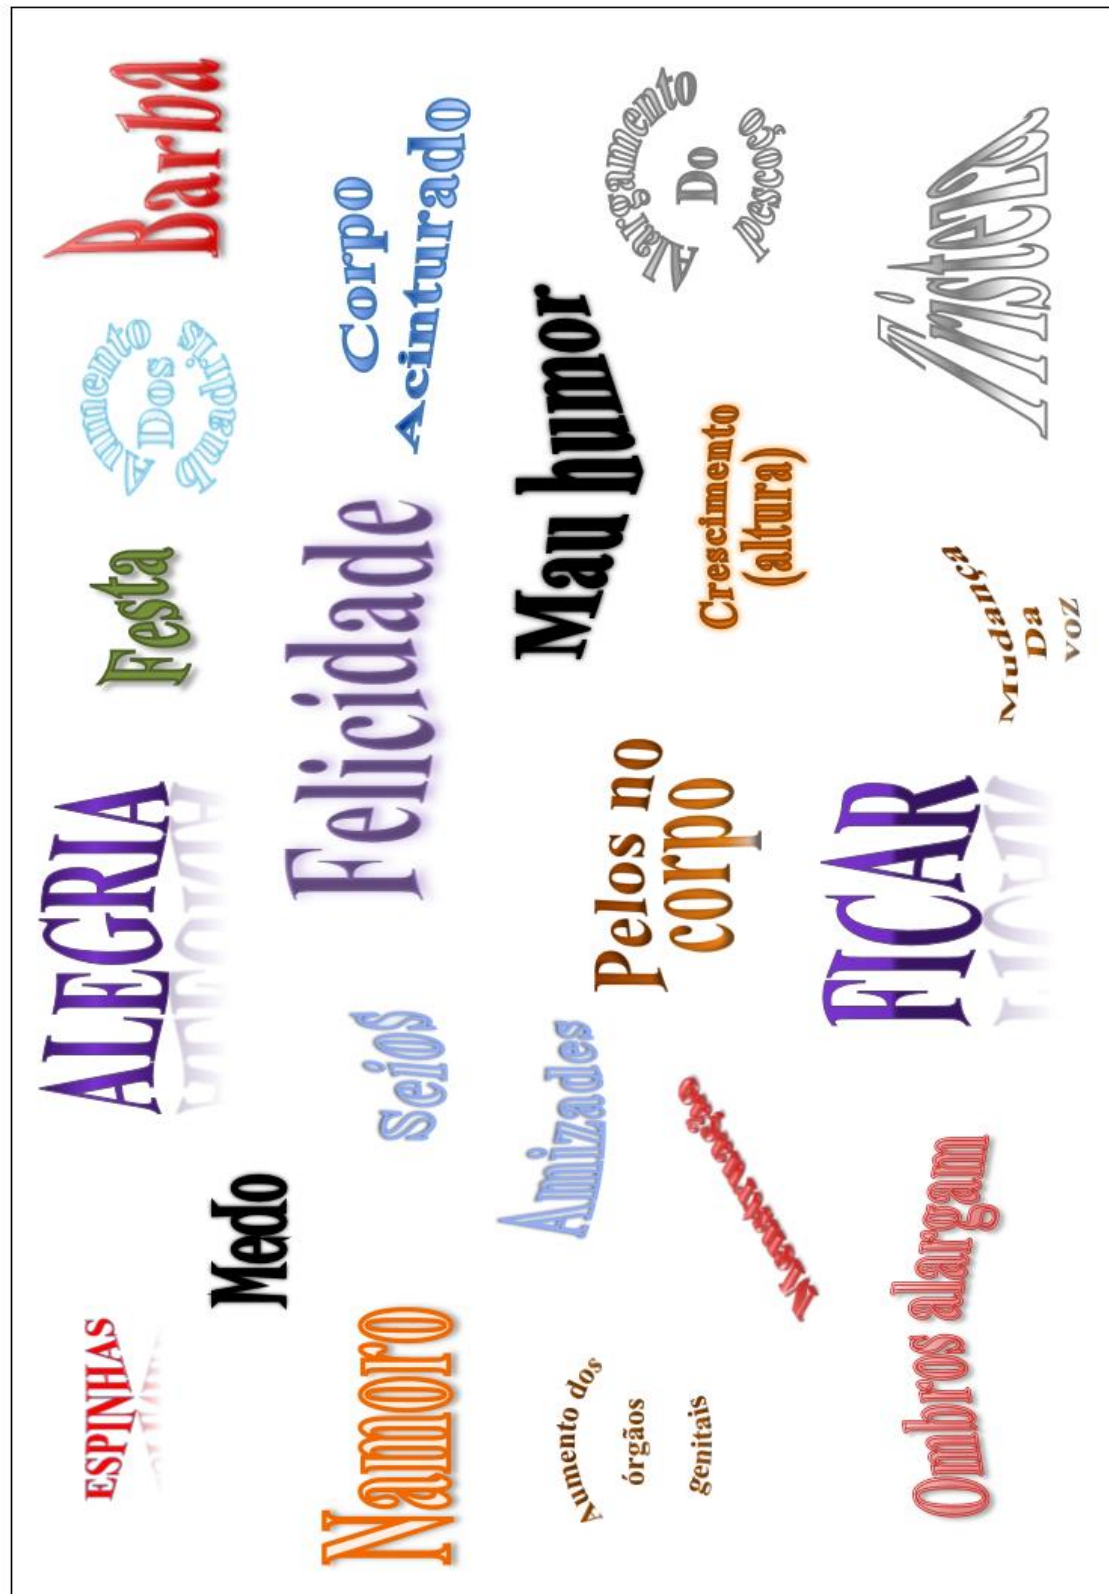 ESPINHAS
ALEGRIA
Festa
Aumento
Dos
quadris
Barba
Medo
Namoro
Seios
Felicidade
Corpo
Acinturado
Aumento dos
órgãos
genitais
Amizades
Mau humor
Pelos no
corpo
Crescimento
(altura)
Alargamento
Do
pescoço
Menstruação
Ombros alargam
FICAR
Mudança
Da
voz
Tristeza